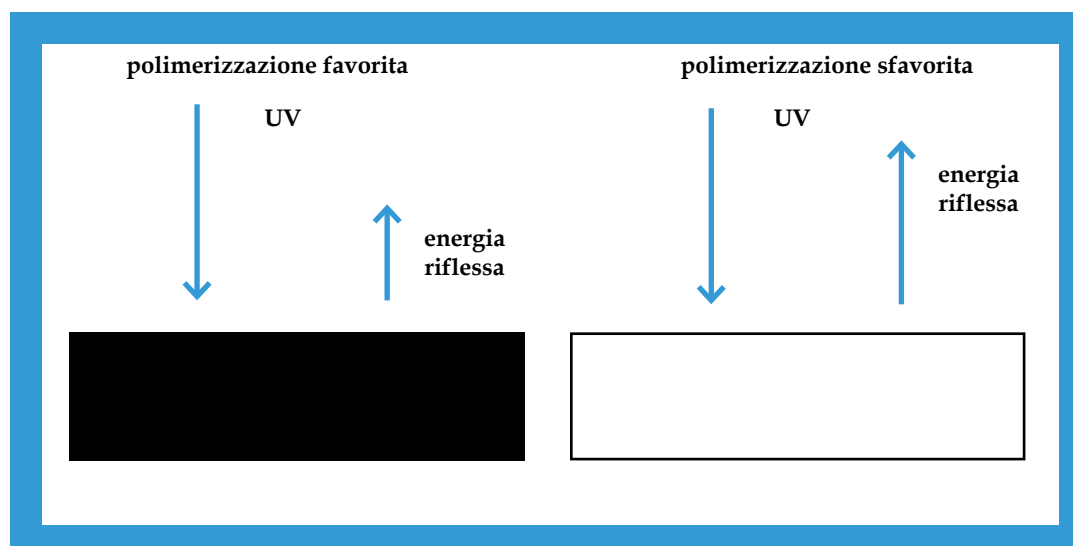 polimerizzazione favorita
UV
energia
riflessa
polimerizzazione sfavorita
UV
energia
riflessa